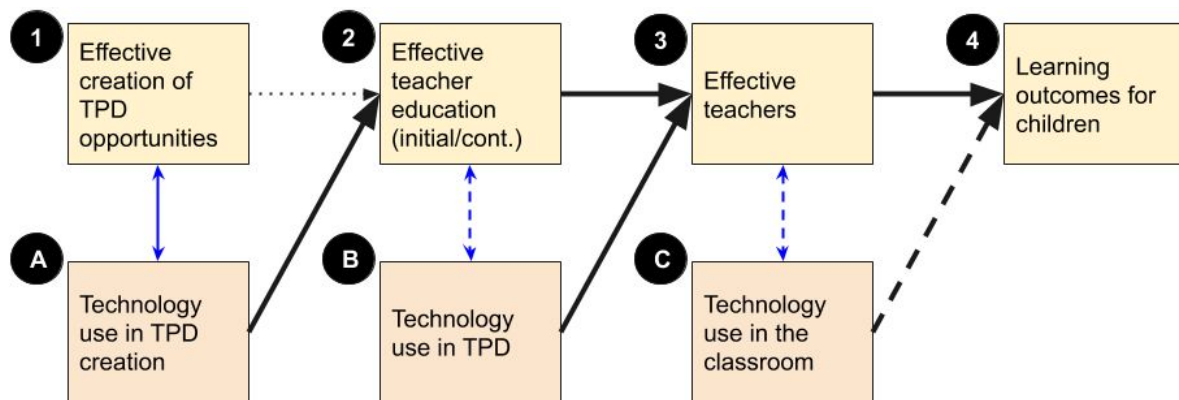 1
Effective
creation of
TPD
opportunities
2
Effective
teacher
education
(initial/cont.)
3
Effective
teachers
4
Learning
outcomes for
children
A
Technology
use in TPD
creation
B
Technology
use in TPD
C
Technology
use in the
classroom